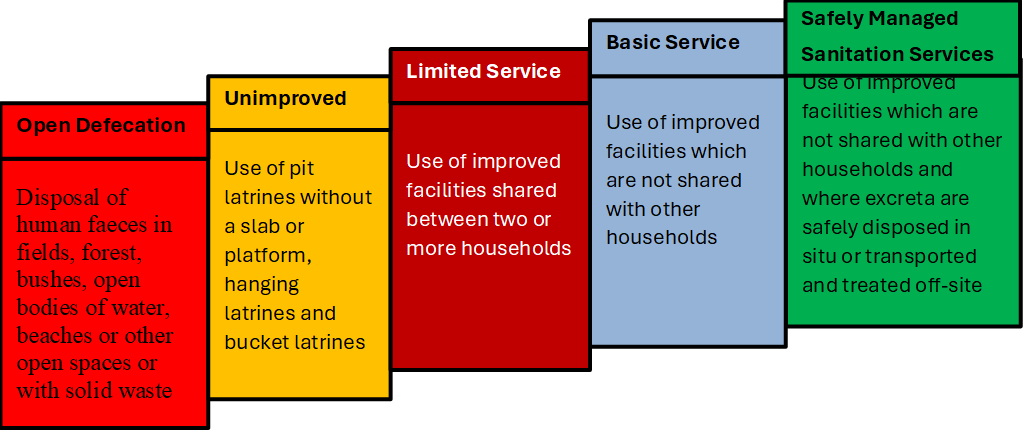 Open Defecation
Disposal of
human faeces in
fields, forest,
bushes, open
bodies of water,
beaches or other
open spaces or
with solid waste
Unimproved
Use of pit
latrines without
a slab or
platform,
hanging
latrines and
bucket latrines
Limited Service
Use of improved
facilities shared
between two or
more households
Basic Service
Use of improved
facilities which
are not shared
with other
households
Safely Managed
Sanitation Services
Use of improved
facilities which are
not shared with other
households and
where excreta are
safely disposed in
situ or transported
and treated off-site